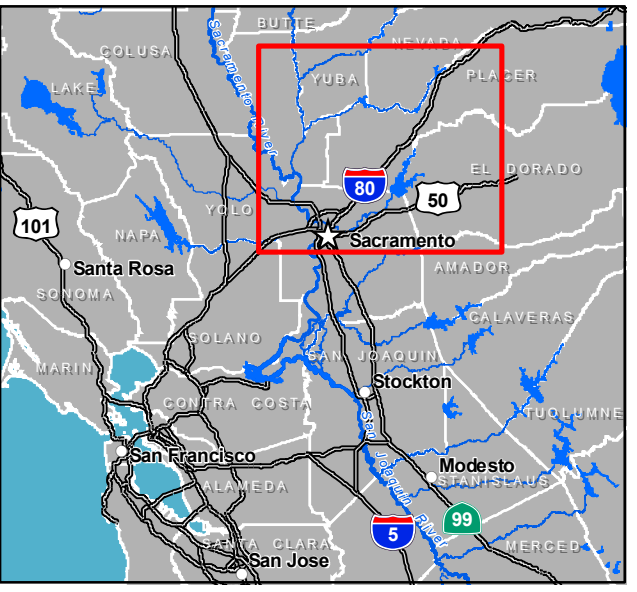 BUTTE
NEVADA
COLUSA
Sacramento River
YUBA
PLACER
LAKE
EL DORADO
80
50
YOLO
101
NAPA
Sacramento
Santa Rosa
AMADOR
SONOMA
CALAVERAS
SOLANO
SAN JOAQUIN
MARIN
Stockton
CONTRA COSTA
TUOLUMNE
San Joaquin River
San Francisco
Modesto
STANISLAUS
ALAMEDA
99
5
SANTA CLARA
MERCED
San Jose